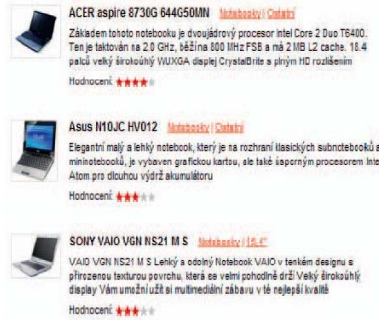 ACER aspire 8730G 644G50MN Notebooky | Ostatní
Základem tohoto notebooku je dvoujádrový procesor Intel Core 2 Duo T6400.
Ten je taktován na 2.0 GHz, běží na 800 MHz FSB a má 2 MB L2 cache. 18.4
palců velký širokoúhlý WUXGA displej CrystalBrite s plným HD rozlišením
Hodnocení:
Asus N10JC HV012 Notebooky | Ostatní
Elegantní malý a lehký notebook, který je na rozhraní klasických subnotebooků a
mininotebooků, je vybaven grafickou kartou, ale také úsporným procesorem Inte
Atom pro dlouhou výdrž akumulátoru
Hodnocení:
SONY VAIO VGN NS21 M S Notebooky | 15,4"
VAIO VGN NS21 M S Lehký a odolný Notebook VAIO v tenkém designu s
přirozenou texturou povrchu, která se velmi pohodlně drží Velký širokoúhlý
display Vám umožní užít si multimediální zábavu v té nejlepší kvalitě
Hodnocení: